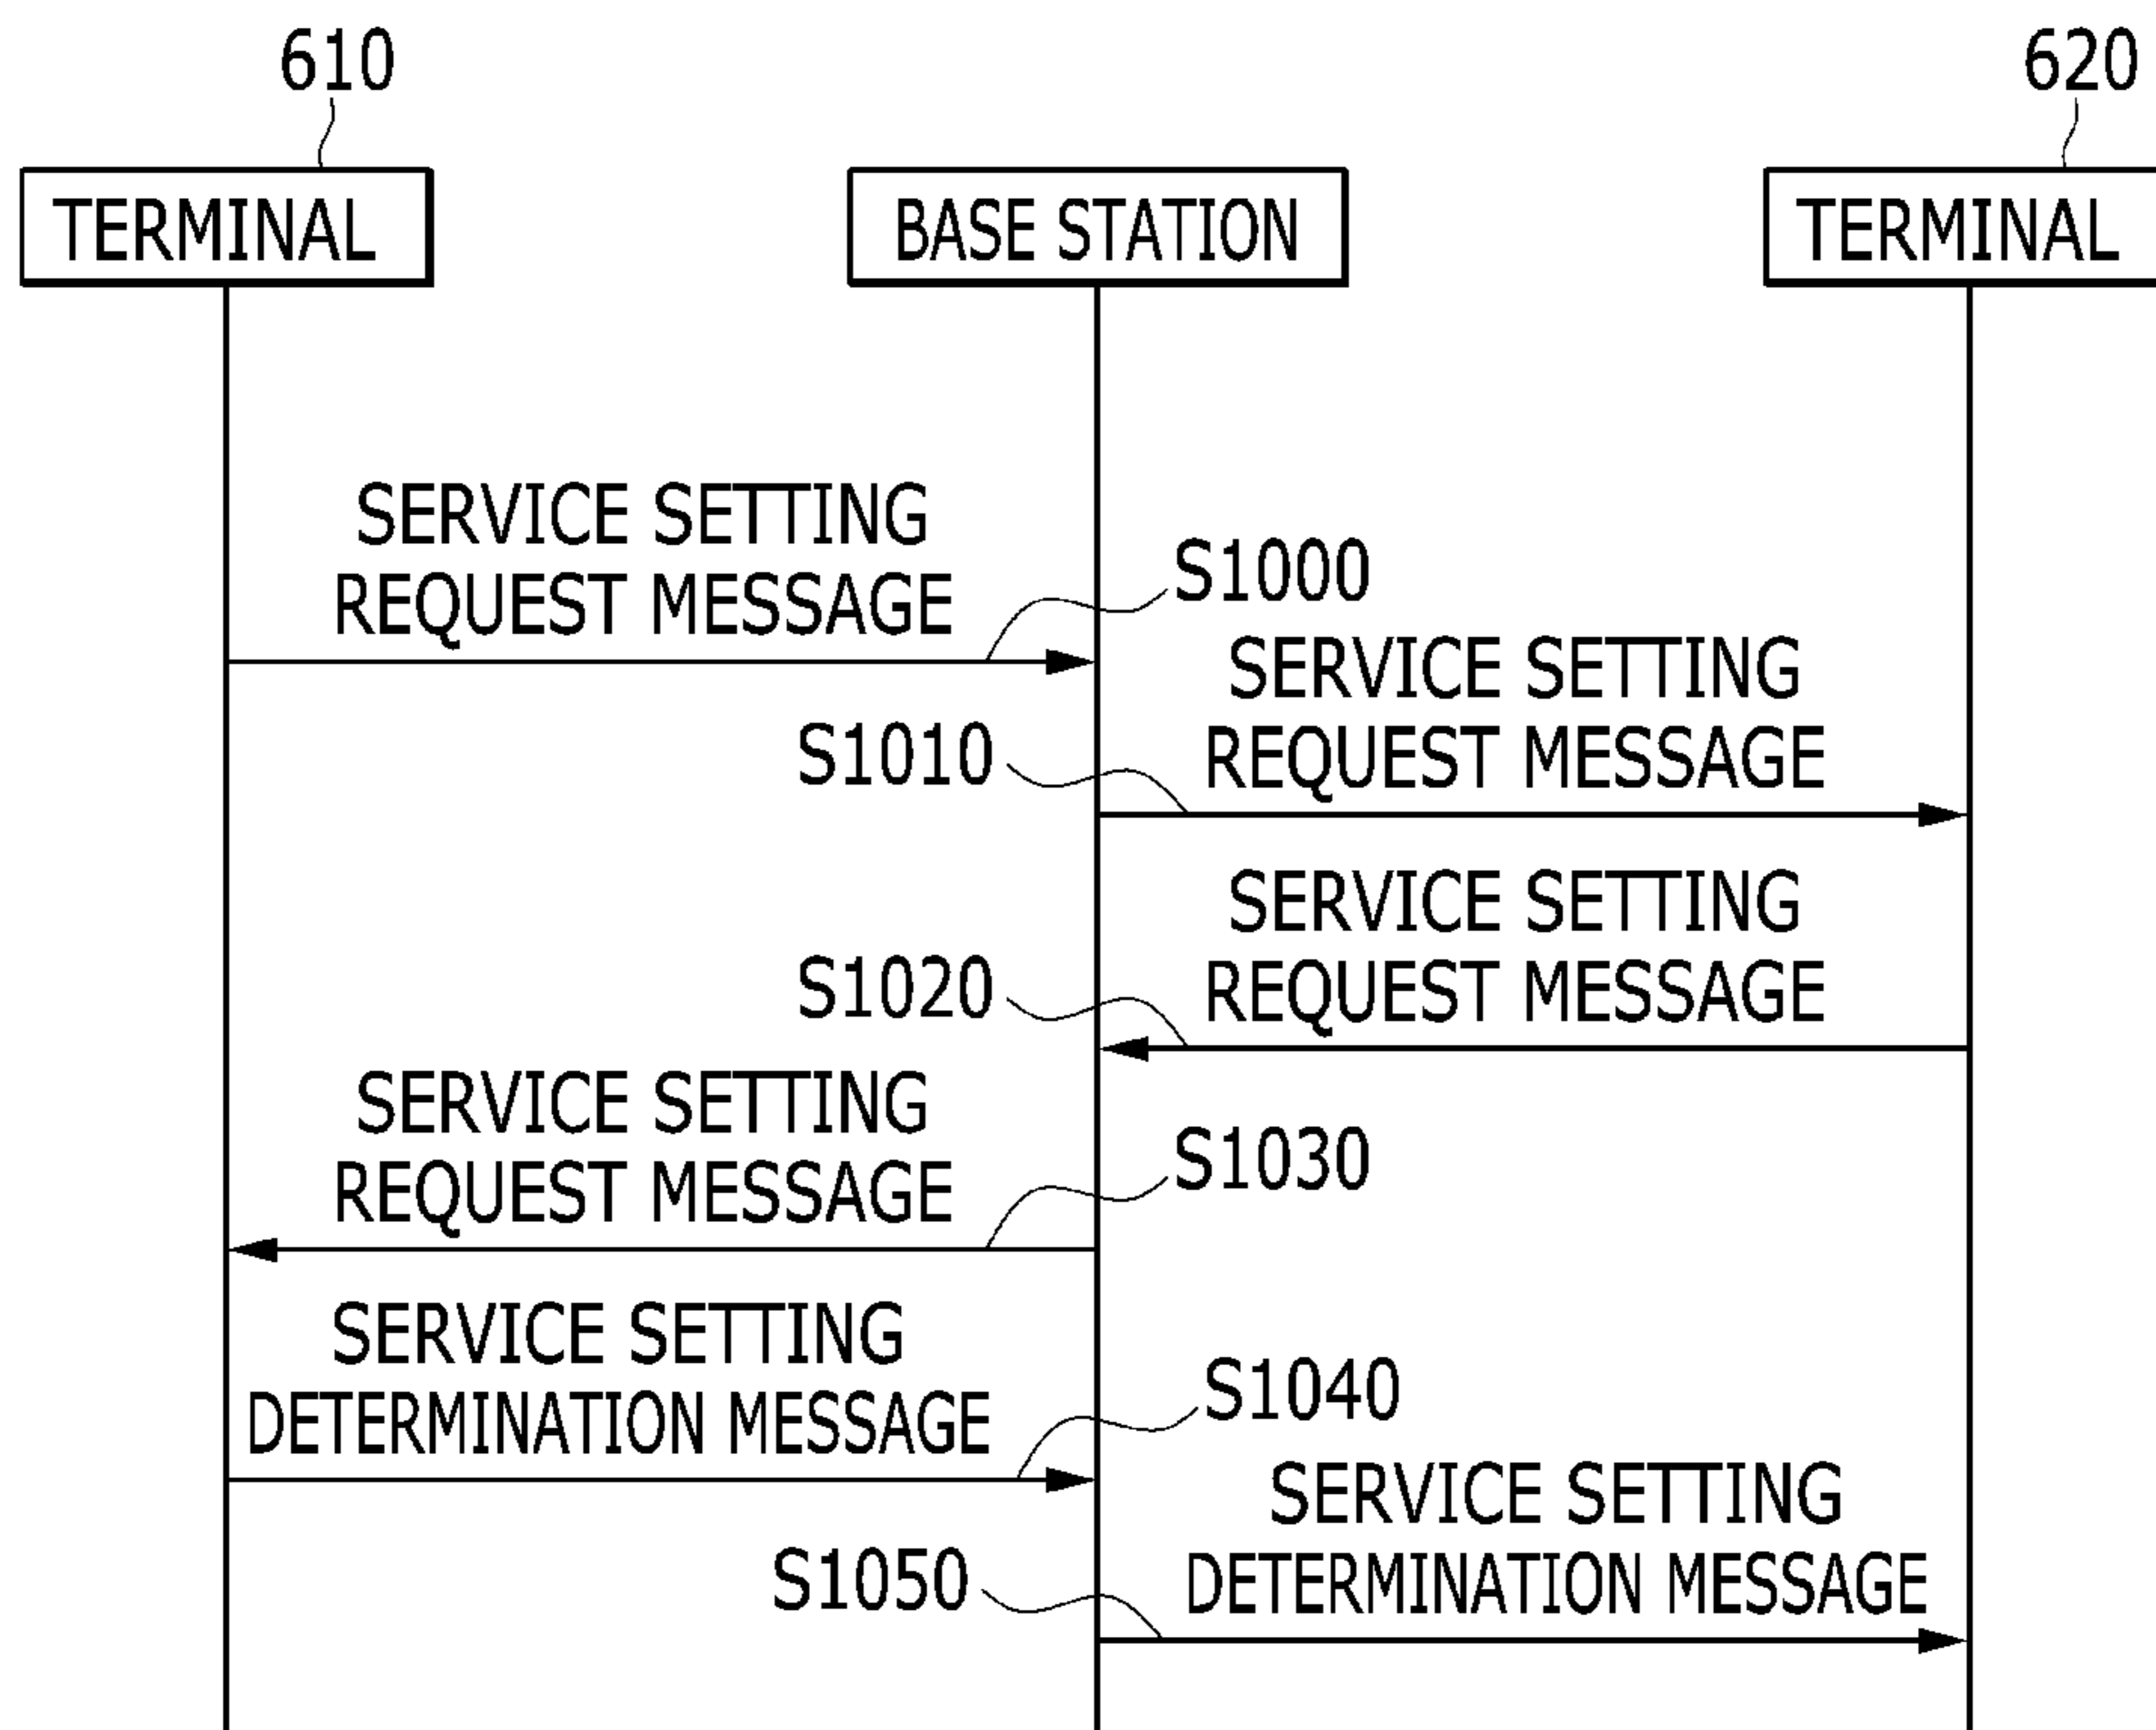 610
620
TERMINAL
BASE STATION
TERMINAL
SERVICE SETTING
REQUEST MESSAGE
S1000
SERVICE SETTING
REQUEST MESSAGE
S1010
SERVICE SETTING
REQUEST MESSAGE
S1020
SERVICE SETTING
REQUEST MESSAGE
S1030
SERVICE SETTING
DETERMINATION MESSAGE
S1040
SERVICE SETTING
DETERMINATION MESSAGE
S1050